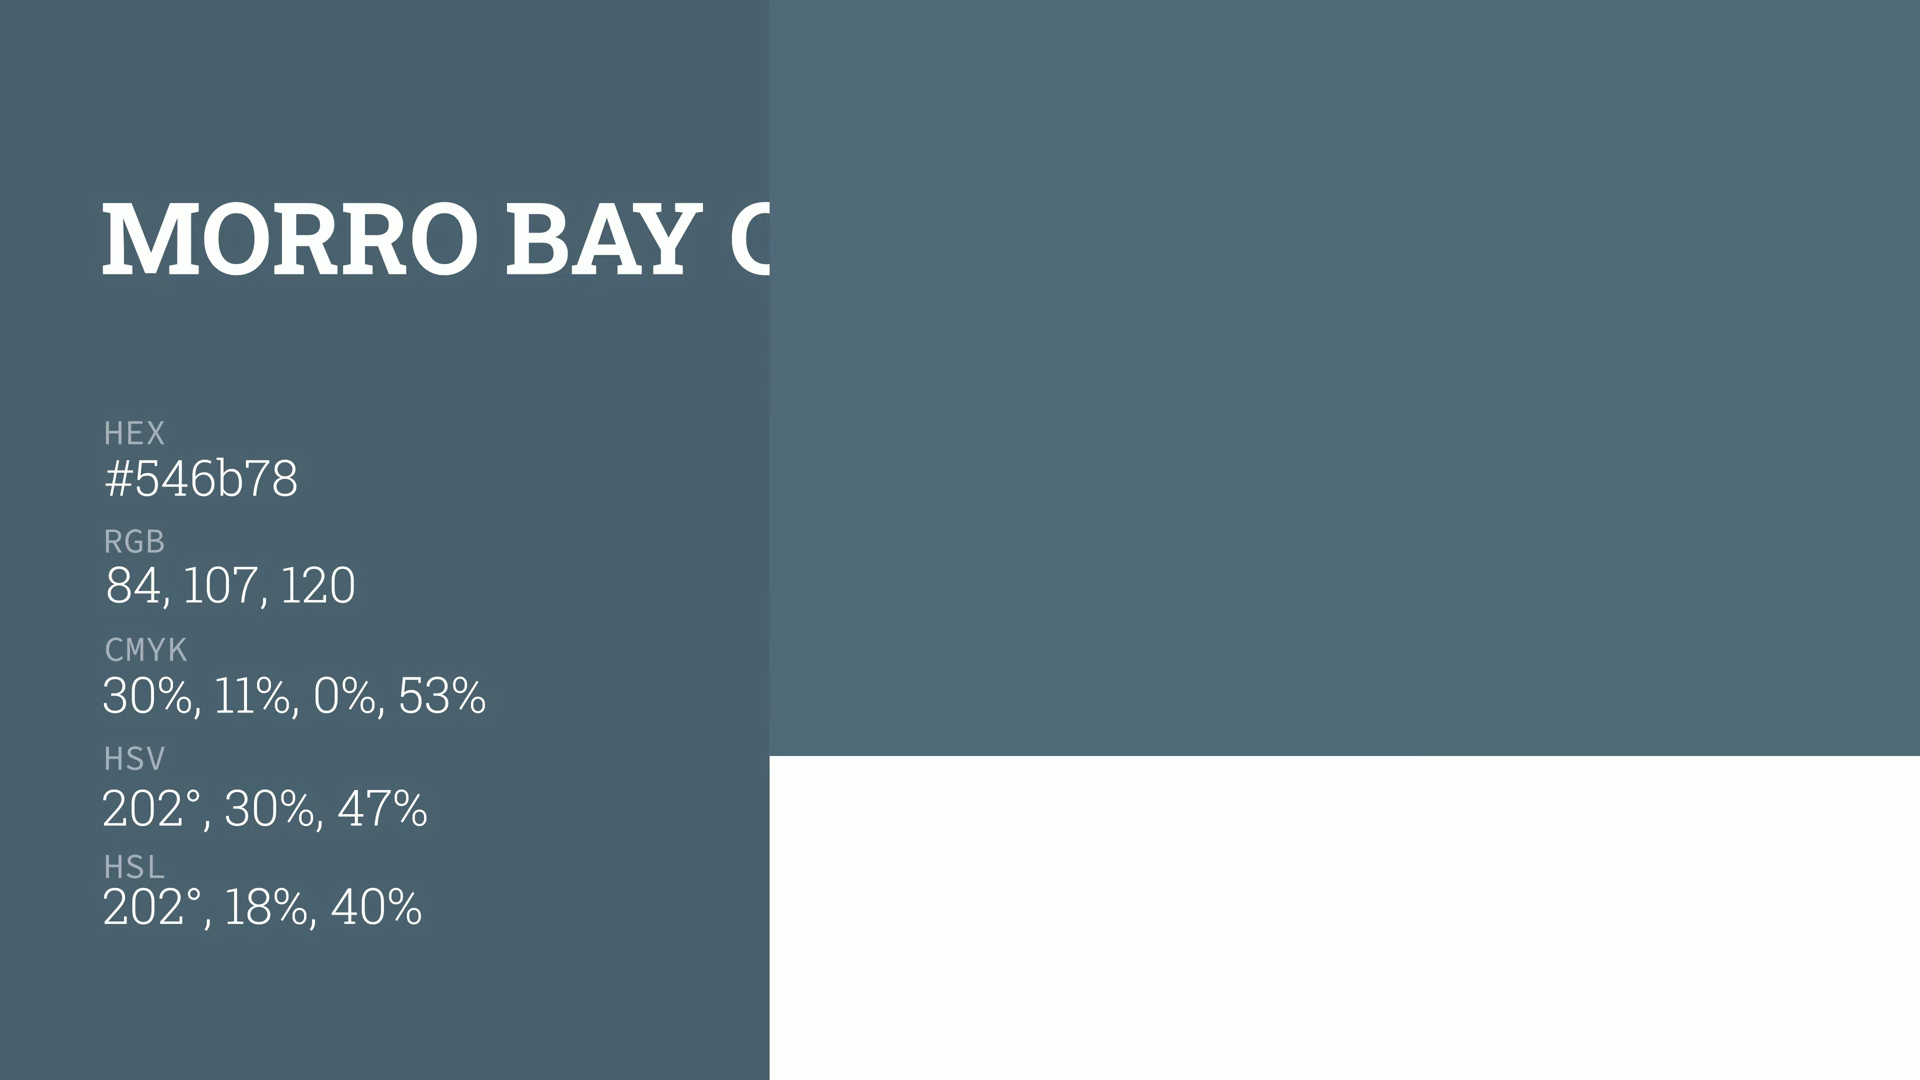 MORRO BAY
HEX
#546b78
RGB
84, 107, 120
CMYK
30%, 11%, 0%, 53%
HSV
202°, 30%, 47%
HSL
202°, 18%, 40%